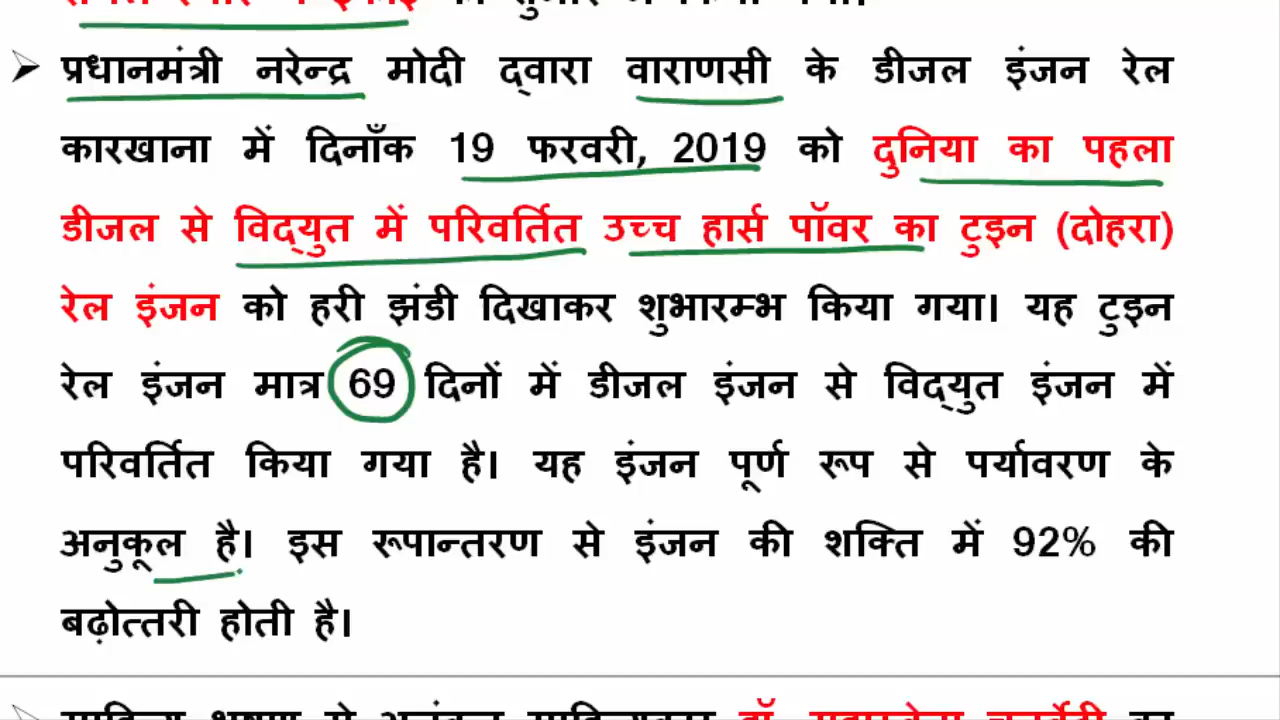 ➢ प्रधानमंत्री नरेन्द्र मोदी द्वारा वाराणसी के डीजल इंजन रेल
कारखाना में दिनाँक 19 फरवरी, 2019 को दुनिया का पहला
डीजल से विद्युत में परिवर्तित उच्च हार्स पॉवर का टुइन (दोहरा)
रेल इंजन को हरी झंडी दिखाकर शुभारम्भ किया गया। यह टुइन
रेल इंजन मात्र 69 दिनों में डीजल इंजन से विद्युत इंजन में
परिवर्तित किया गया है। यह इंजन पूर्ण रूप से पर्यावरण के
अनुकूल है। इस रूपान्तरण से इंजन की शक्ति में 92% की
बढ़ोत्तरी होती है।